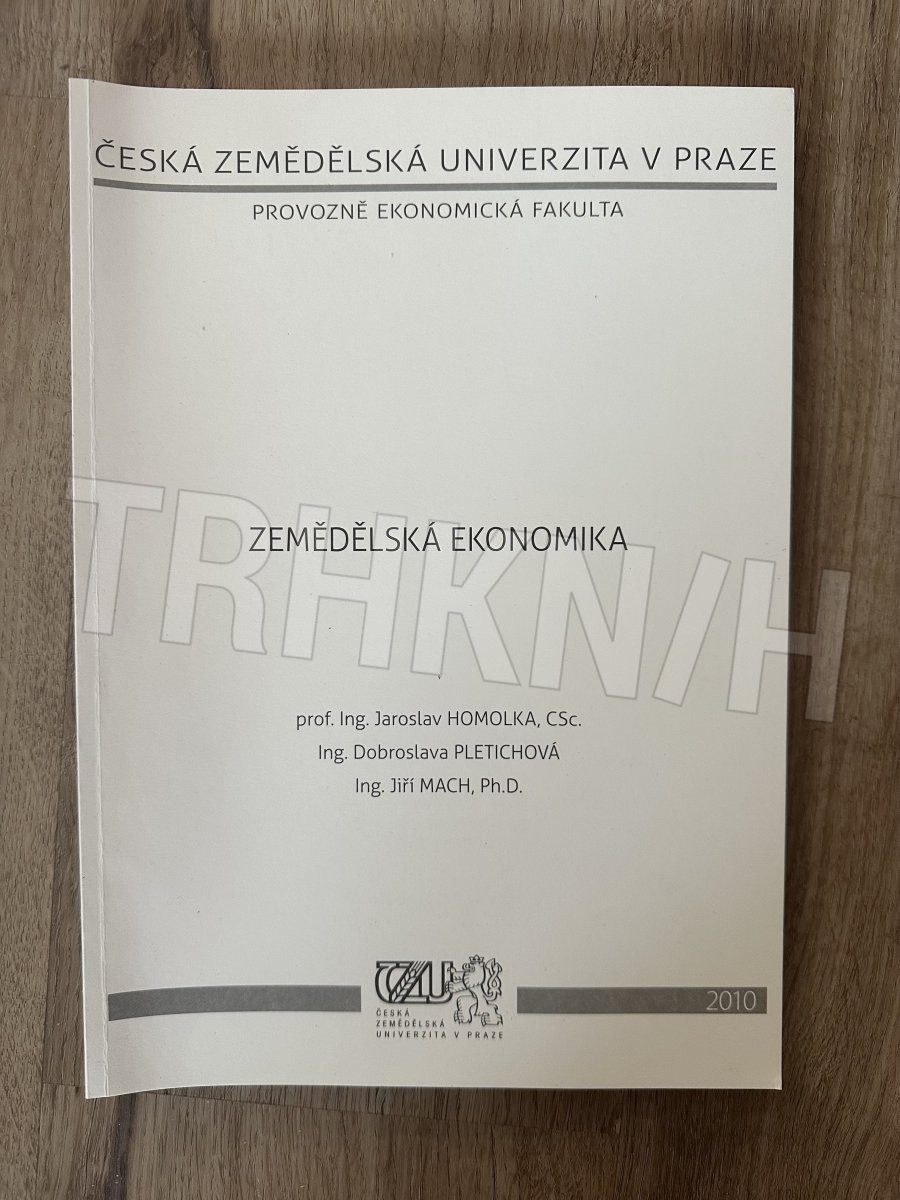 ČESKÁ ZEMĚDĚLSKÁ UNIVERZITA V PRAZE
PROVOZNĚ EKONOMICKÁ FAKULTA
ZEMĚDĚLSKÁ EKONOMIKA
TRHKNIH
prof. Ing. Jaroslav HOMOLKA, CSc.
Ing. Dobroslava PLETICHOVÁ
Ing. Jiří MACH, Ph.D.
ČZU
ČESKÁ
ZEMĚDĚLSKÁ
UNIVERZITA V PRAZE
2010